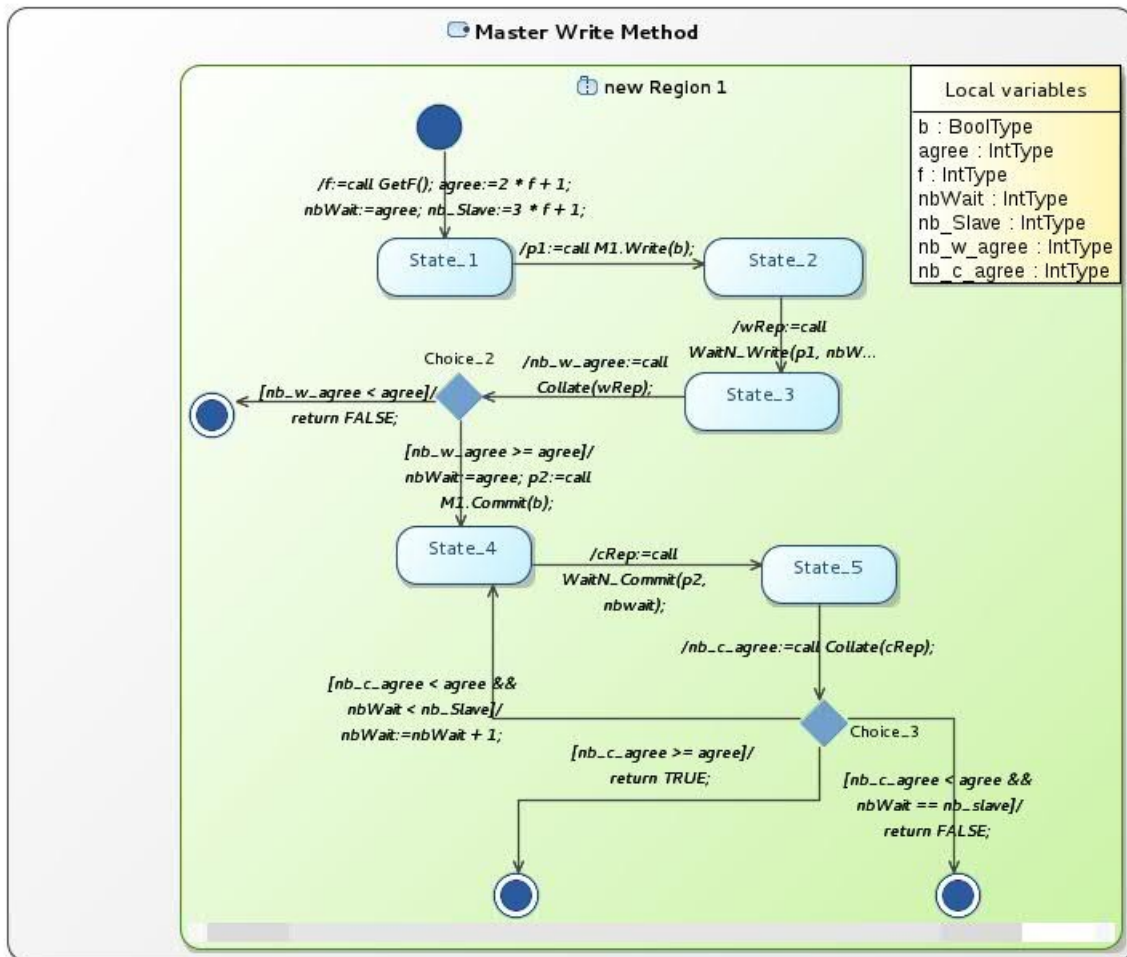 Master Write Method
new Region 1
Local variables
b : BoolType
agree : IntType
f : IntType
nbWait : IntType
nb_Slave : IntType
nb_w_agree : IntType
nb_c_agree : IntType
/f:=call GetF(); agree:=2 * f + 1;
nbWait:=agree; nb_Slave:=3 * f + 1;
State_1
/p1:=call M1.Write(b);
State_2
/wRep:=call
WaitN_Write(p1, nbW...
State_3
/nb_w_agree:=call
Collate(wRep);
Choice_2
[nb_w_agree < agree]/
return FALSE;
[nb_w_agree >= agree]/
nbWait:=agree; p2:=call
M1.Commit(b);
State_4
/cRep:=call
WaitN_Commit(p2,
nbwait);
State_5
/nb_c_agree:=call Collate(cRep);
[nb_c_agree < agree &&
nbWait < nb_Slave]/
nbWait:=nbWait + 1;
Choice_3
[nb_c_agree >= agree]/
return TRUE;
[nb_c_agree < agree &&
nbWait == nb_slave]/
return FALSE;